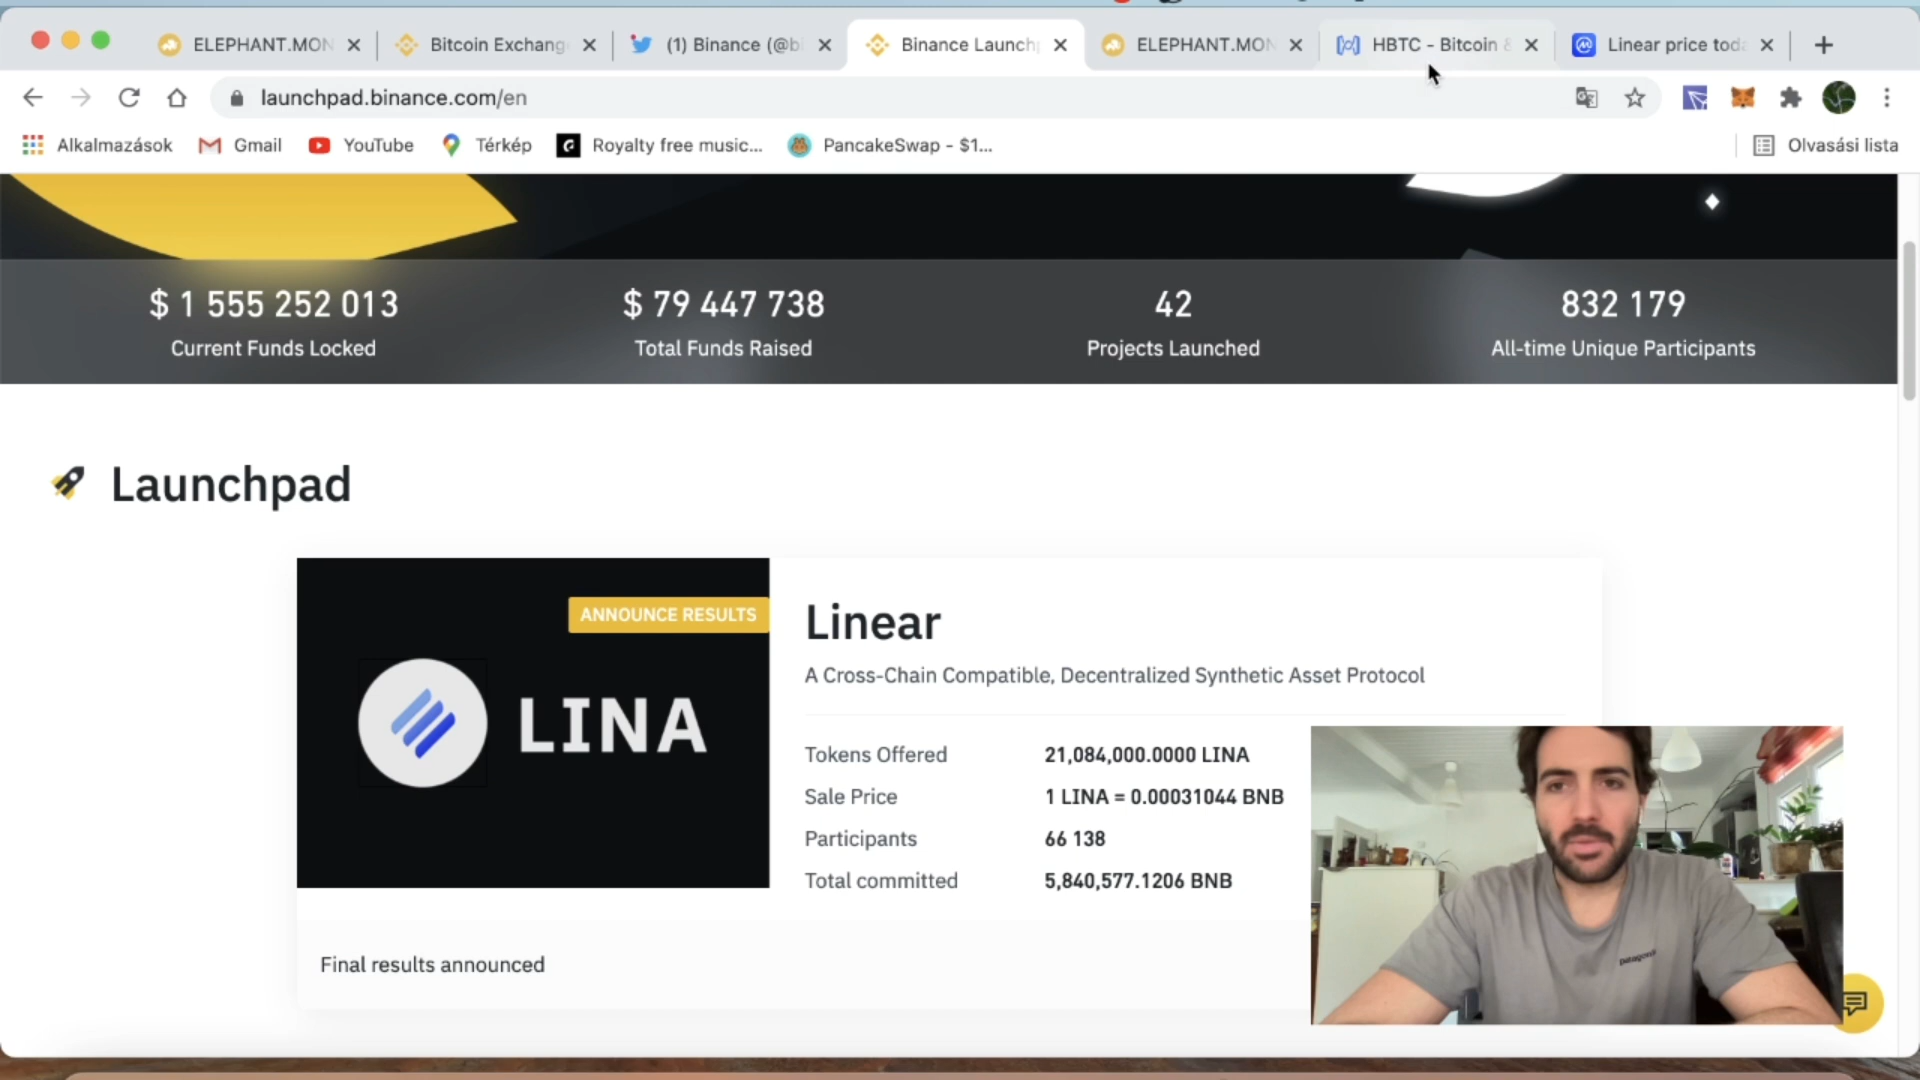 ELEPHANT.MON
Bitcoin Exchang
(1) Binance (@b
Binance Launch
ELEPHANT.MON
HBTC - Bitcoin &
Linear price tod
launchpad.binance.com/en
Alkalmazások
Gmail
YouTube
Térkép
Royalty free music...
PancakeSwap - $1...
Olvasási lista
$ 1 555 252 013
Current Funds Locked
$ 79 447 738
Total Funds Raised
42
Projects Launched
832 179
All-time Unique Participants
Launchpad
ANNOUNCE RESULTS
LINA
Linear
A Cross-Chain Compatible, Decentralized Synthetic Asset Protocol
Tokens Offered 21,084,000.0000 LINA
Sale Price 1 LINA = 0.00031044 BNB
Participants 66 138
Total committed 5,840,577.1206 BNB
Final results announced
patagonia